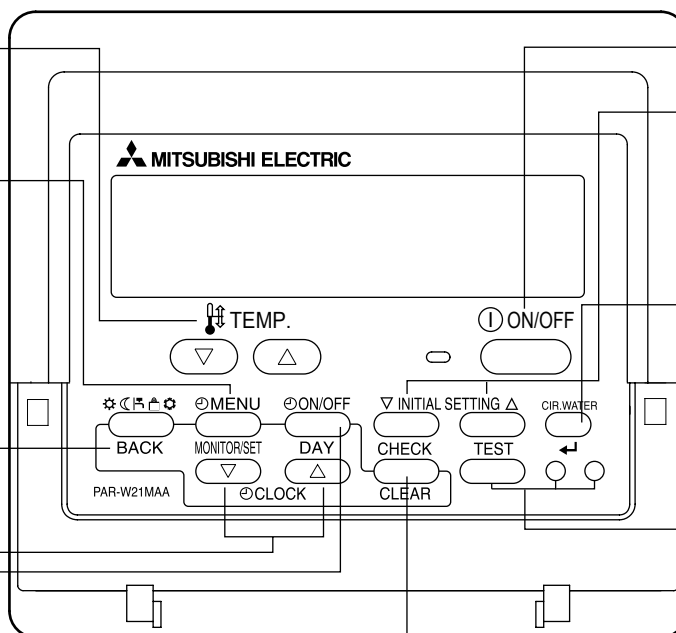 MITSUBISHI ELECTRIC
TEMP.
ON/OFF
MENU
ON/OFF
INITIAL SETTING
CIR.WATER
BACK
MONITOR/SET
DAY
CHECK
TEST
PAR-W21MAA
CLOCK
CLEAR